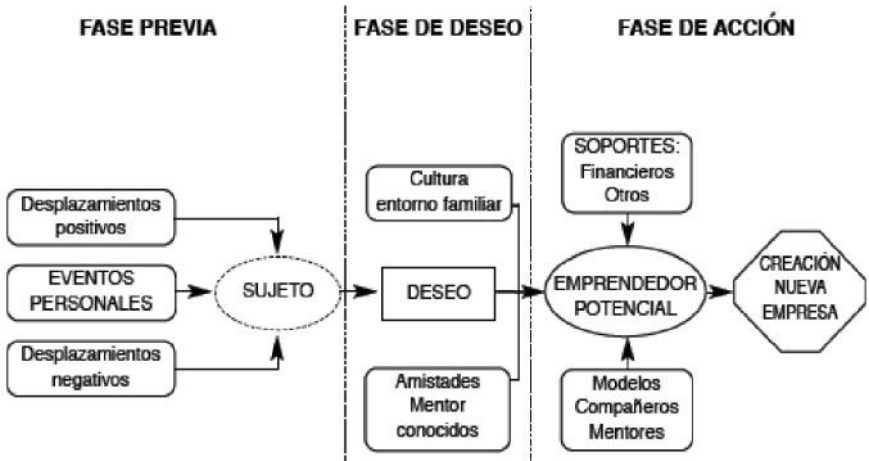 FASE PREVIA
FASE DE DESEO
FASE DE ACCIÓN
Desplazamientos
positivos
EVENTOS
PERSONALES
Desplazamientos
negativos
SUJETO
Cultura
entorno familiar
DESEO
Amistades
Mentor
conocidos
SOPORTES:
Financieros
Otros
EMPRENDEDOR
POTENCIAL
Modelos
Compañeros
Mentores
CREACIÓN
NUEVA
EMPRESA